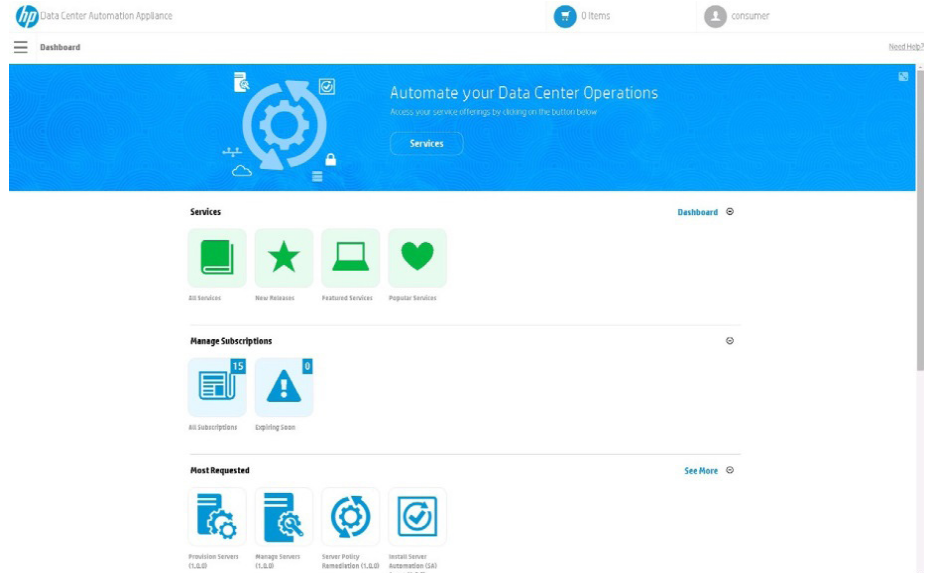 hp Data Center Automation Appliance
0 Items
consumer
Dashboard
Need Help?
Automate your Data Center Operations
Access your service offerings by clicking on the button below
Services
Services
Dashboard
All Services
New Releases
Featured Services
Popular Services
Manage Subscriptions
15
0
All Subscriptions
Expiring Soon
Most Requested
See More
Provision Servers
(1.0.0)
Manage Servers
(1.0.0)
Server Policy
Remediation (1.0.0)
Install Server
Automation (SA)